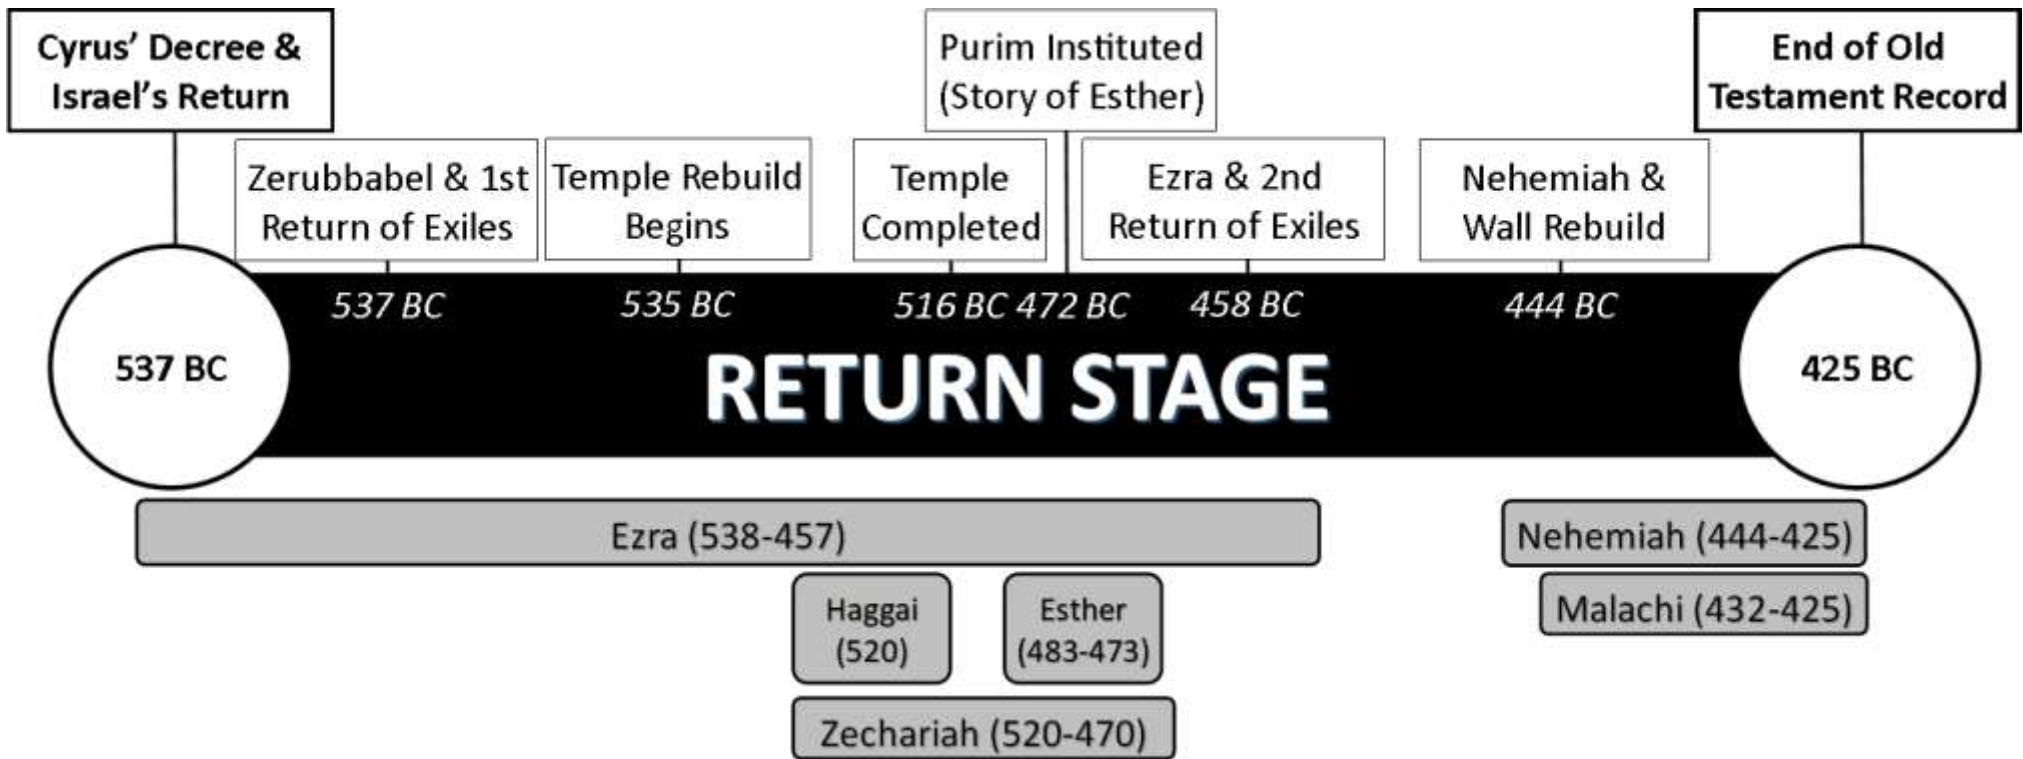 Cyrus' Decree &
Israel's Return
Purim Instituted
(Story of Esther)
End of Old
Testament Record
Zerubbabel & 1st
Return of Exiles
Temple Rebuild
Begins
Temple
Completed
Ezra & 2nd
Return of Exiles
Nehemiah &
Wall Rebuild
537 BC
535 BC
516 BC
472 BC
458 BC
444 BC
537 BC
RETURN STAGE
425 BC
Ezra (538-457)
Nehemiah (444-425)
Haggai
(520)
Esther
(483-473)
Malachi (432-425)
Zechariah (520-470)